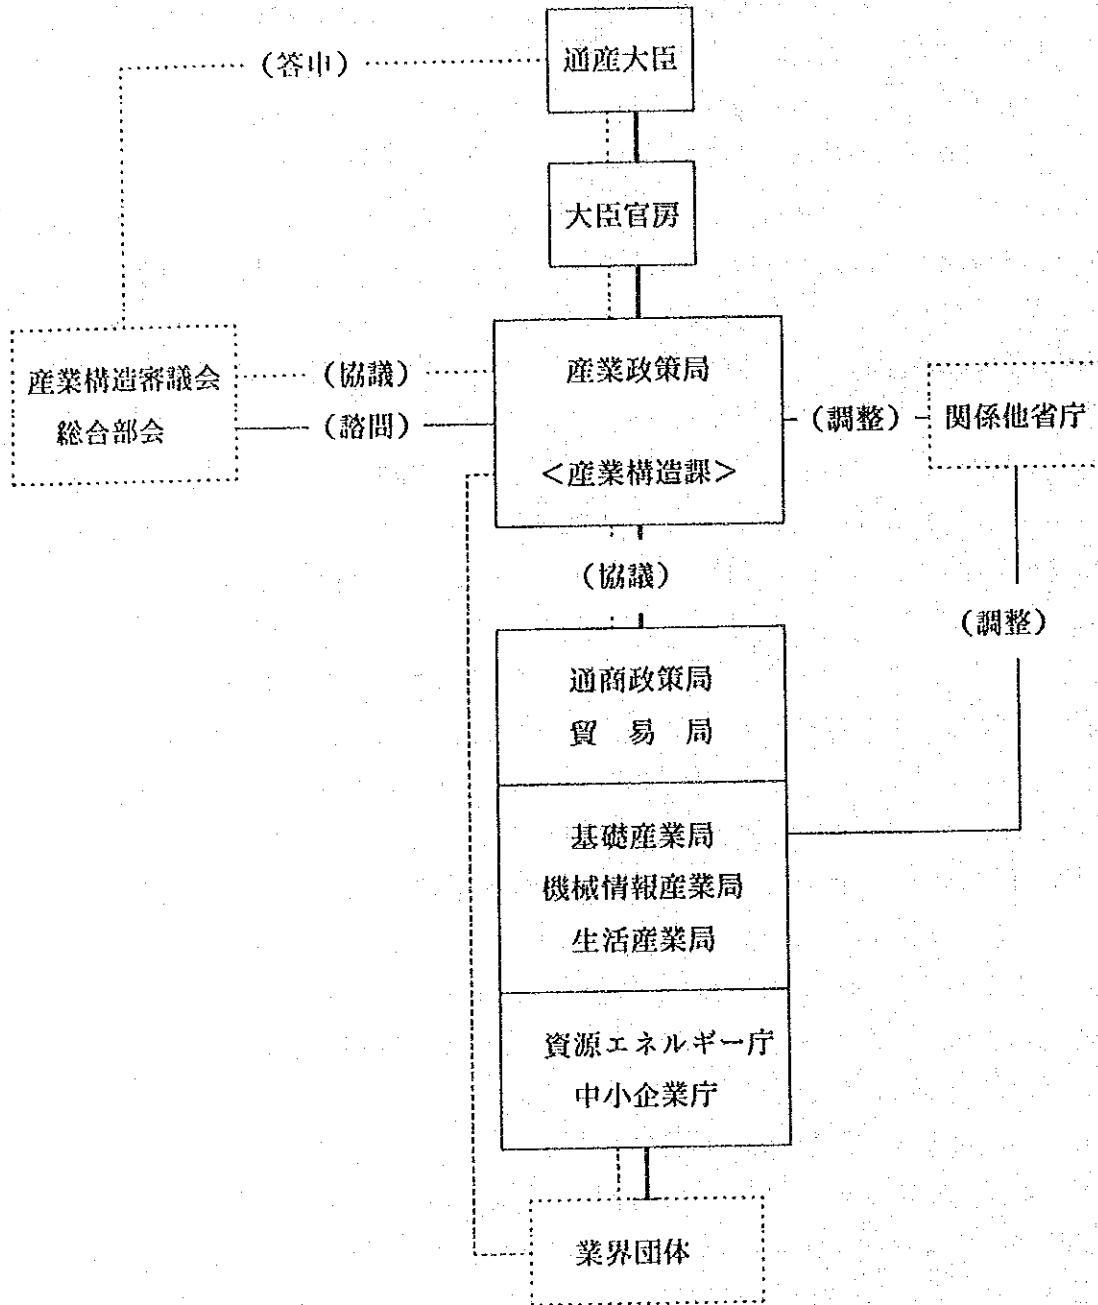 通産大臣
(答申)
大臣官房
産業構造審議会
総合部会
(協議)
(諮問)
産業政策局
<産業構造課>
(調整)
関係他省庁
(協議)
(調整)
通商政策局
貿 易 局
基礎産業局
機械情報産業局
生活産業局
資源エネルギー庁
中小企業庁
業界団体